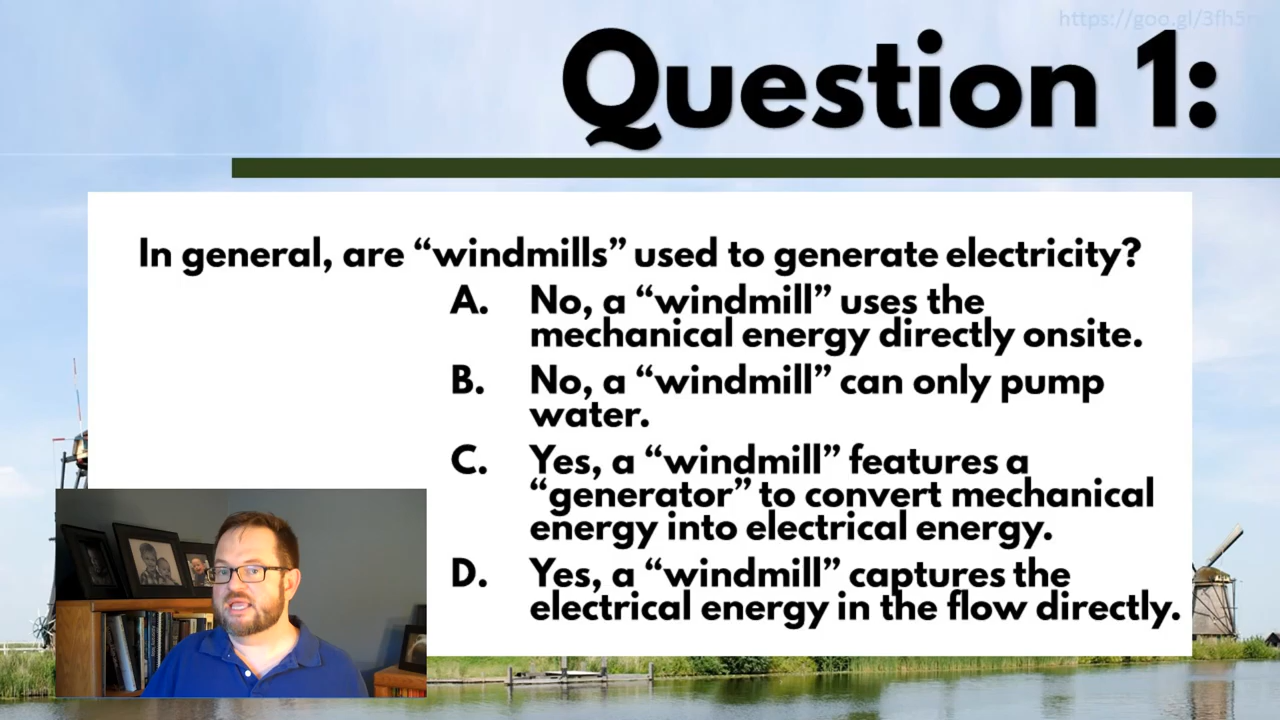 Question 1:
In general, are “windmills” used to generate electricity?
A. No, a “windmill” uses the
mechanical energy directly onsite.
B. No, a “windmill” can only pump
water.
C. Yes, a “windmill” features a
“generator” to convert mechanical
energy into electrical energy.
D. Yes, a “windmill” captures the
electrical energy in the flow directly.